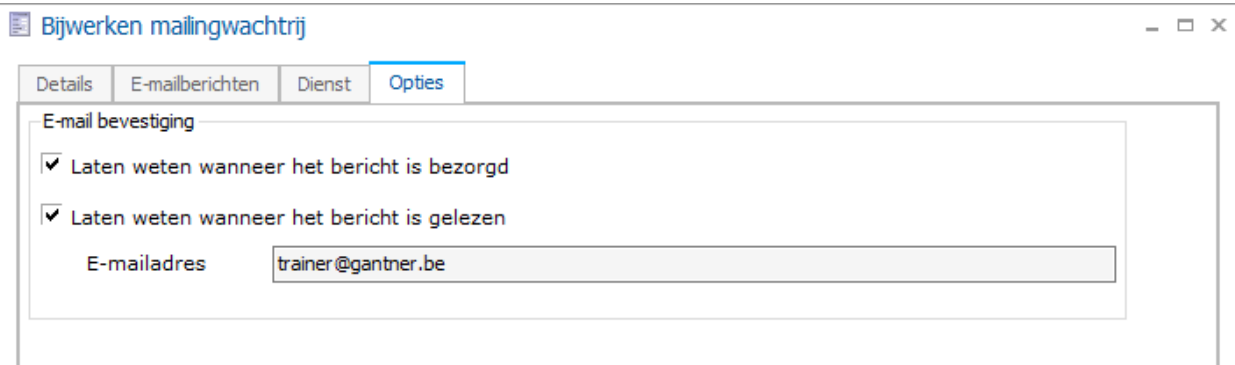 Bijwerken mailingwachtrij
Details E-mailberichten Dienst Opties
E-mail bevestiging
Laten weten wanneer het bericht is bezorgd
Laten weten wanneer het bericht is gelezen
E-mailadres trainer@gantner.be